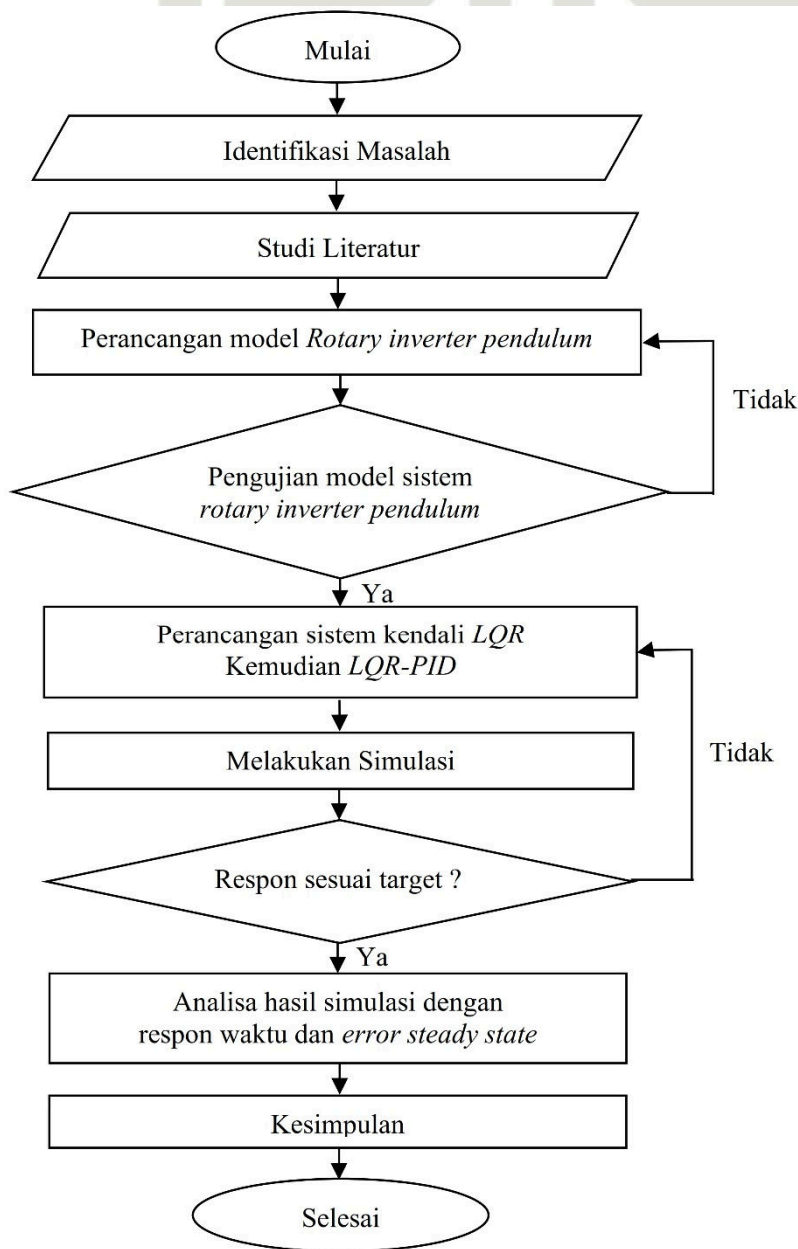 Mulai
Identifikasi Masalah
Studi Literatur
Perancangan model Rotary inverter pendulum
Tidak
Pengujian model sistem
rotary inverter pendulum
Ya
Perancangan sistem kendali LQR
Kemudian LQR-PID
Melakukan Simulasi
Tidak
Respon sesuai target ?
Ya
Analisa hasil simulasi dengan
respon waktu dan error steady state
Kesimpulan
Selesai